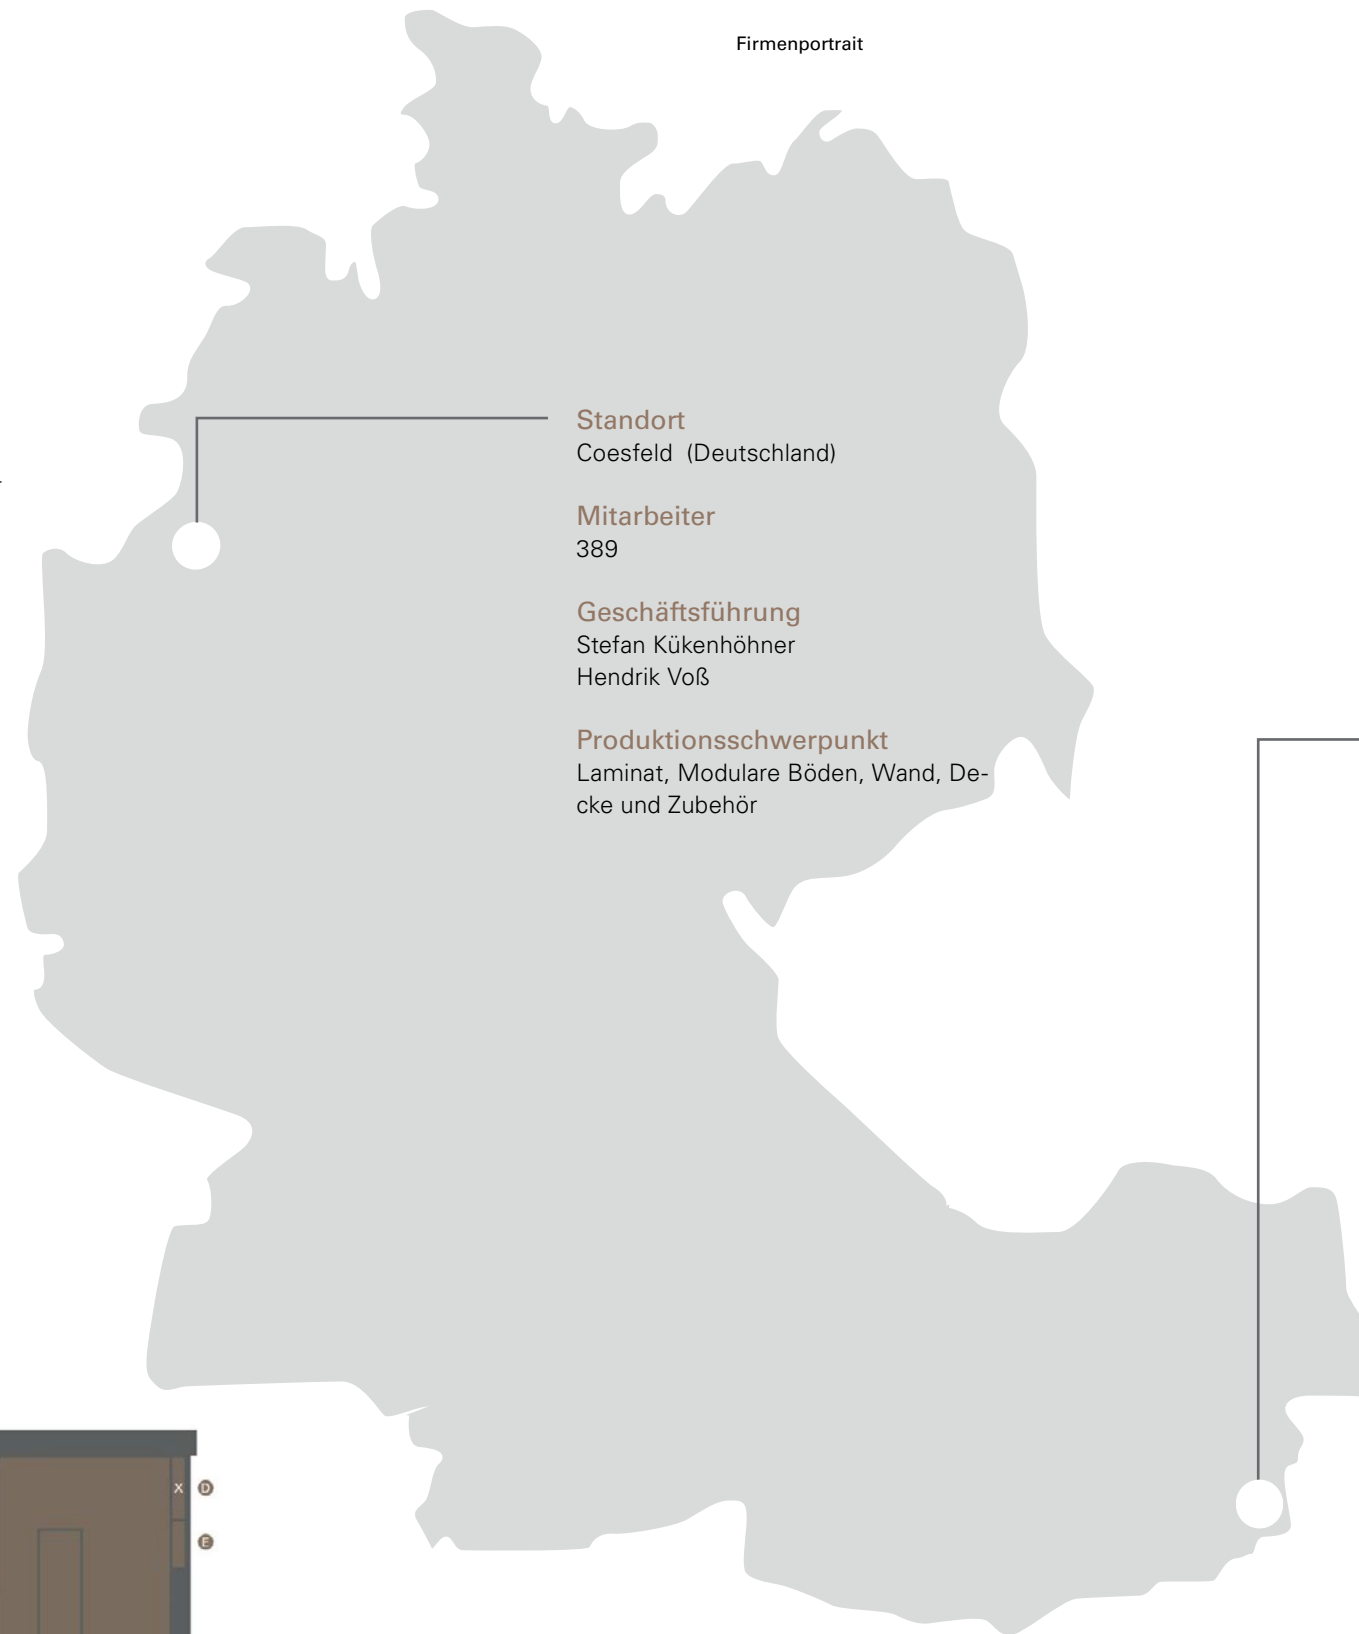 Firmenportrait
Standort
Coesfeld (Deutschland)
Mitarbeiter
389
Geschäftsführung
Stefan Kükenhöhner
Hendrik Voß
Produktionsschwerpunkt
Laminat, Modulare Böden, Wand, De-
cke und Zubehör
X D
E